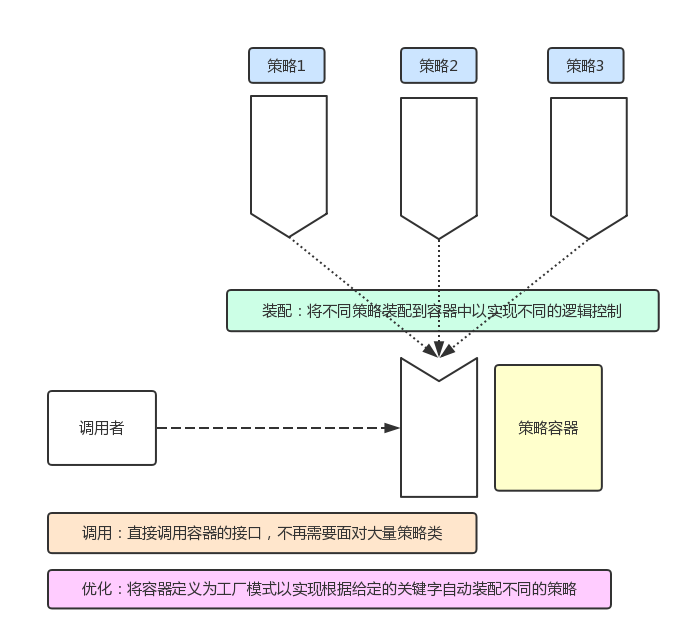 策略1
策略2
策略3
装配：将不同策略装配到容器中以实现不同的逻辑控制
调用者
策略容器
调用：直接调用容器的接口，不再需要面对大量策略类
优化：将容器定义为工厂模式以实现根据给定的关键字自动装配不同的策略